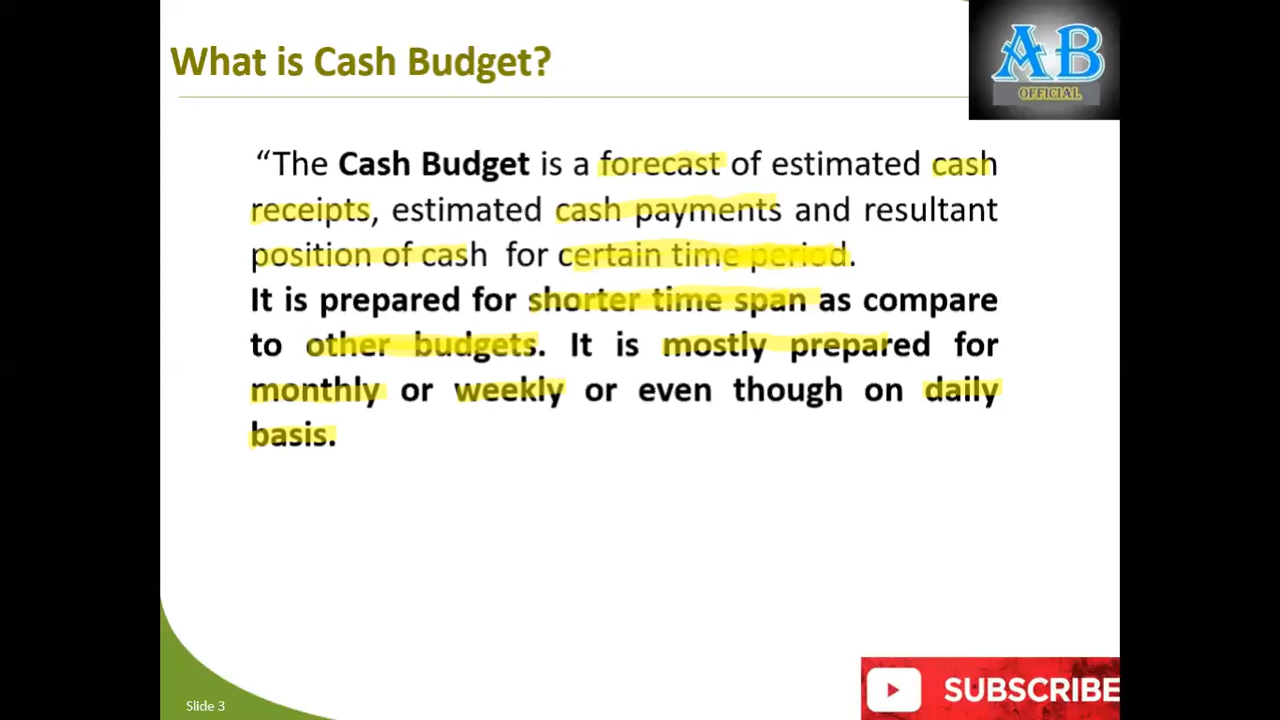 What is Cash Budget?
AB
OFFICIAL
“The Cash Budget is a forecast of estimated cash
receipts, estimated cash payments and resultant
position of cash for certain time period.
It is prepared for shorter time span as compare
to other budgets. It is mostly prepared for
monthly or weekly or even though on daily
basis.
Slide 3
SUBSCRIBE